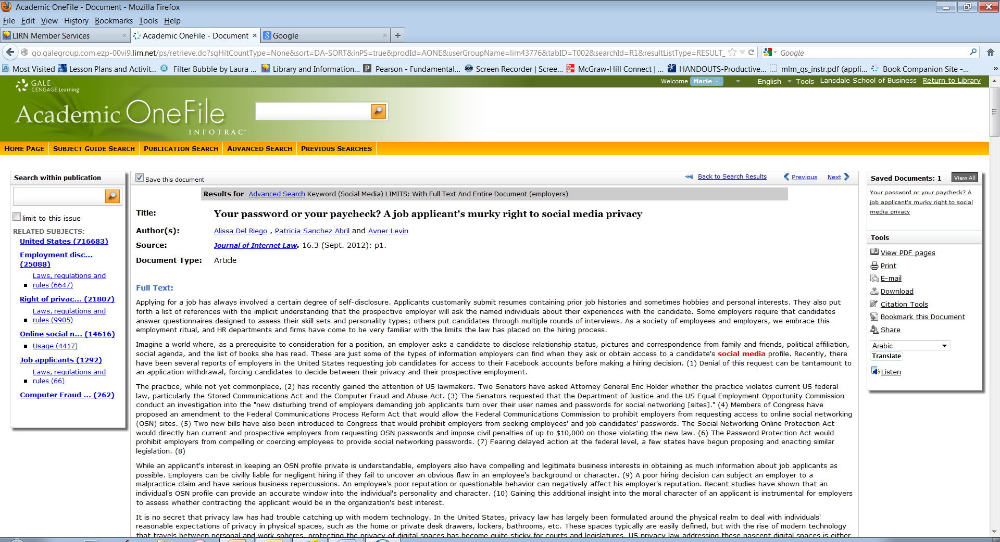 Academic OneFile - Document - Mozilla Firefox
File Edit View History Bookmarks Tools Help
LIRN Member Services × Academic OneFile - Document × Google × +
go.galegroup.com.ezp-00vi9.lirn.net/ps/retrieve.do?sgHitCountType=None&sort=DA-SORT&inPS=true&prodId=AONE&userGroupName=lirn43776&tabID=T002&searchId=R1&resultListType=RESULT_ Google
Most Visited Lesson Plans and Activit... Filter Bubble by Laura ... Library and Information... Pearson - Fundamental... Screen Recorder | Scree... McGraw-Hill Connect | ... HANDOUTS-Productive... mlm_qs_instr.pdf (appli... Book Companion Site -... »
GALE
CENGAGE Learning
Welcome Marie English Tools Lansdale School of Business Return to Library
Academic OneFile
INFOTRAC
HOME PAGE SUBJECT GUIDE SEARCH PUBLICATION SEARCH ADVANCED SEARCH PREVIOUS SEARCHES
Search within publication
limit to this issue
RELATED SUBJECTS:
United States (716683)
Employment disc...
(25088)
Laws, regulations and
rules (6647)
Right of privac... (21807)
Laws, regulations and
rules (9905)
Online social n... (14616)
Usage (4417)
Job applicants (1292)
Laws, regulations and
rules (66)
Computer Fraud ... (262)
Save this document Back to Search Results Previous Next
Results for Advanced Search Keyword (Social Media) LIMITS: With Full Text And Entire Document (employers)
Title: Your password or your paycheck? A job applicant's murky right to social media privacy
Author(s): Alissa Del Riego , Patricia Sanchez Abril and Avner Levin
Source: Journal of Internet Law. 16.3 (Sept. 2012): p1.
Document Type: Article
Full Text:
Applying for a job has always involved a certain degree of self-disclosure. Applicants customarily submit resumes containing prior job histories and sometimes hobbies and personal interests. They also put
forth a list of references with the implicit understanding that the prospective employer will ask the named individuals about their experiences with the candidate. Some employers require that candidates
answer questionnaires designed to assess their skill sets and personality types; others put candidates through multiple rounds of interviews. As a society of employees and employers, we embrace this
employment ritual, and HR departments and firms have come to be very familiar with the limits the law has placed on the hiring process.
Imagine a world where, as a prerequisite to consideration for a position, an employer asks a candidate to disclose relationship status, pictures and correspondence from family and friends, political affiliation,
social agenda, and the list of books she has read. These are just some of the types of information employers can find when they ask or obtain access to a candidate's social media profile. Recently, there
have been several reports of employers in the United States requesting job candidates for access to their Facebook accounts before making a hiring decision. (1) Denial of this request can be tantamount to
an application withdrawal, forcing candidates to decide between their privacy and their prospective employment.
The practice, while not yet commonplace, (2) has recently gained the attention of US lawmakers. Two Senators have asked Attorney General Eric Holder whether the practice violates current US federal
law, particularly the Stored Communications Act and the Computer Fraud and Abuse Act. (3) The Senators requested that the Department of Justice and the US Equal Employment Opportunity Commission
conduct an investigation into the "new disturbing trend of employers demanding job applicants turn over their user names and passwords for social networking [sites]." (4) Members of Congress have
proposed an amendment to the Federal Communications Process Reform Act that would allow the Federal Communications Commission to prohibit employers from requesting access to online social networking
(OSN) sites. (5) Two new bills have also been introduced to Congress that would prohibit employers from seeking employees' and job candidates' passwords. The Social Networking Online Protection Act
would directly ban current and prospective employers from requesting OSN passwords and impose civil penalties of up to $10,000 on those violating the new law. (6) The Password Protection Act would
prohibit employers from compelling or coercing employees to provide social networking passwords. (7) Fearing delayed action at the federal level, a few states have begun proposing and enacting similar
legislation. (8)
While an applicant's interest in keeping an OSN profile private is understandable, employers also have compelling and legitimate business interests in obtaining as much information about job applicants as
possible. Employers can be civilly liable for negligent hiring if they fail to uncover an obvious flaw in an employee's background or character. (9) A poor hiring decision can subject an employer to a
malpractice claim and have serious business repercussions. An employee's poor reputation or questionable behavior can negatively affect his employer's reputation. Recent studies have shown that an
individual's OSN profile can provide an accurate window into the individual's personality and character. (10) Gaining this additional insight into the moral character of an applicant is instrumental for employers
to assess whether contracting the applicant would be in the organization's best interest.
It is no secret that privacy law has had trouble catching up with modern technology. In the United States, privacy law has largely been formulated around the physical realm to deal with individuals'
reasonable expectations of privacy in physical spaces, such as the home or private desk drawers, lockers, bathrooms, etc. These spaces typically are easily defined, but with the rise of modern technology
that travels between personal and work spheres, protecting the privacy of digital spaces has become quite sticky for courts and legislatures. US privacy law addressing these nascent digital spaces is either
Saved Documents: 1 View All
Your password or your paycheck? A
job applicant's murky right to social
media privacy
Tools
View PDF pages
Print
E-mail
Download
Citation Tools
Bookmark this Document
Share
Arabic
Translate
Listen